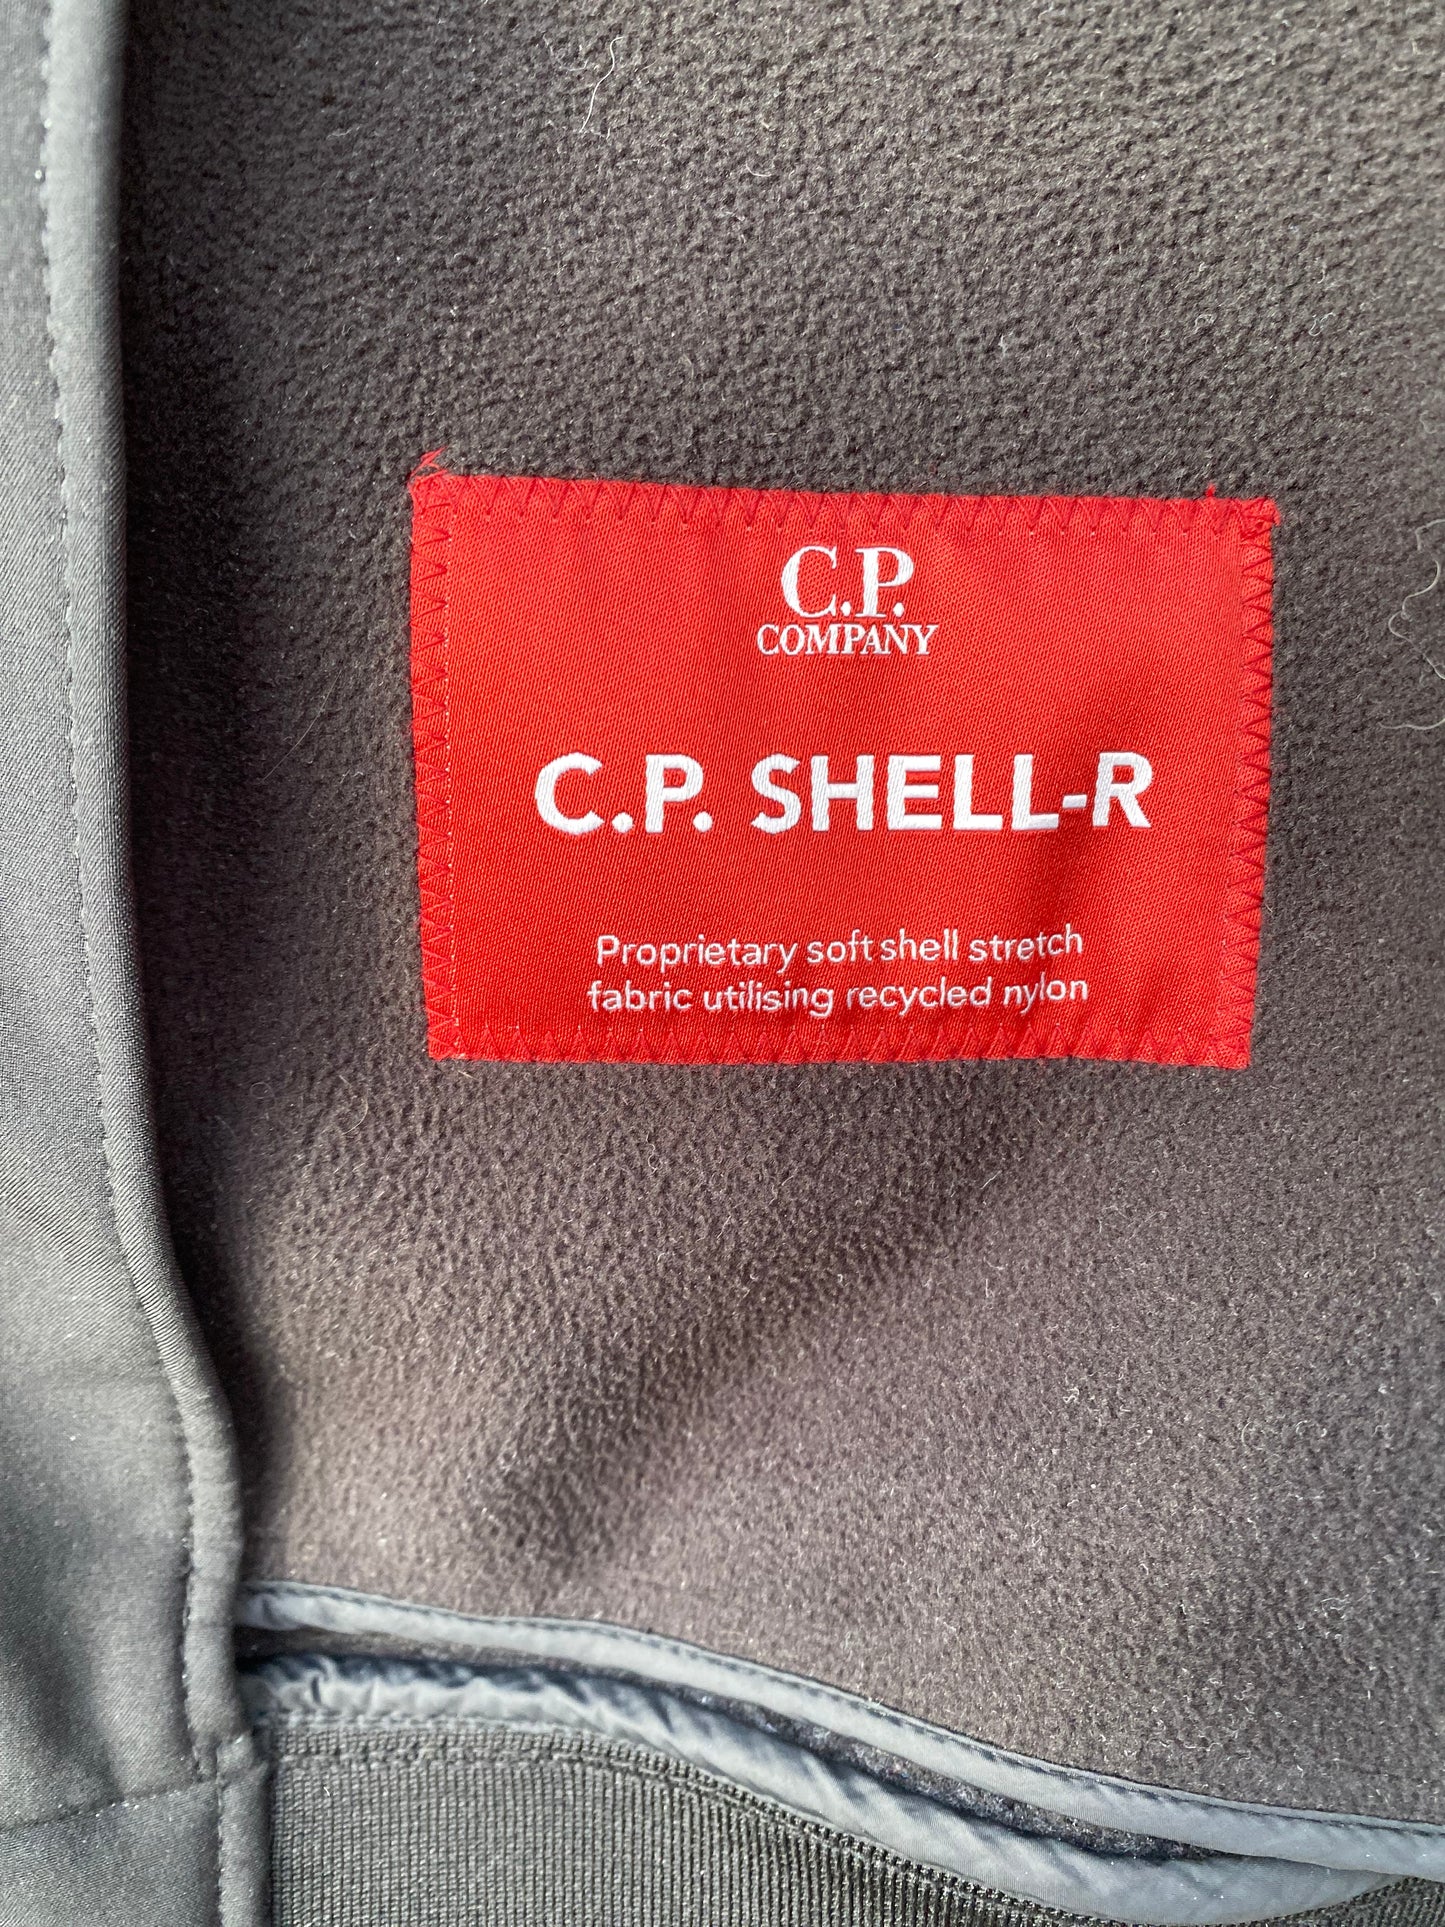 C.P.
COMPANY
C.P. SHELL-R
Proprietary soft shell stretch
fabric utilising recycled nylon